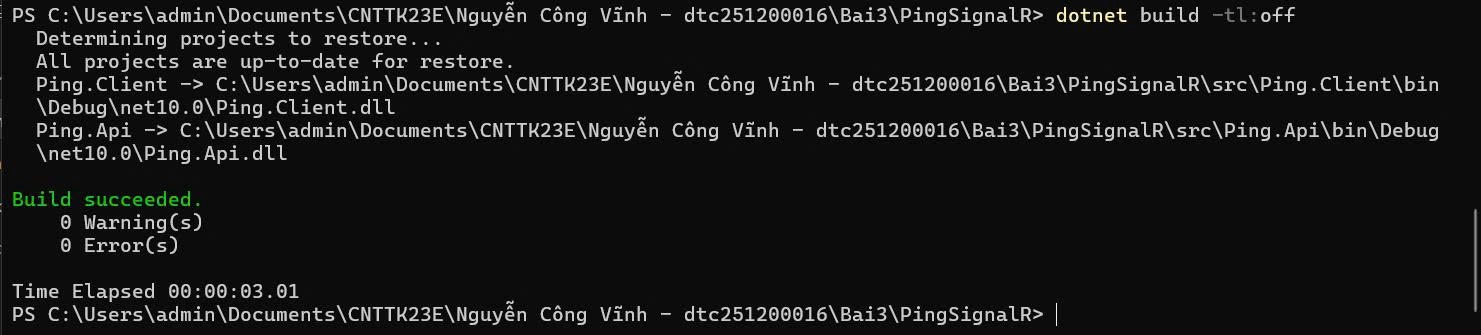 PS C:\Users\admin\Documents\CNTTK23E\Nguyễn Công Vĩnh - dtc251200016\Bai3\PingSignalR> dotnet build -tl:off
  Determining projects to restore...
  All projects are up-to-date for restore.
  Ping.Client -> C:\Users\admin\Documents\CNTTK23E\Nguyễn Công Vĩnh - dtc251200016\Bai3\PingSignalR\src\Ping.Client\bin
  \Debug\net10.0\Ping.Client.dll
  Ping.Api -> C:\Users\admin\Documents\CNTTK23E\Nguyễn Công Vĩnh - dtc251200016\Bai3\PingSignalR\src\Ping.Api\bin\Debug
  \net10.0\Ping.Api.dll

Build succeeded.
    0 Warning(s)
    0 Error(s)

Time Elapsed 00:00:03.01
PS C:\Users\admin\Documents\CNTTK23E\Nguyễn Công Vĩnh - dtc251200016\Bai3\PingSignalR>